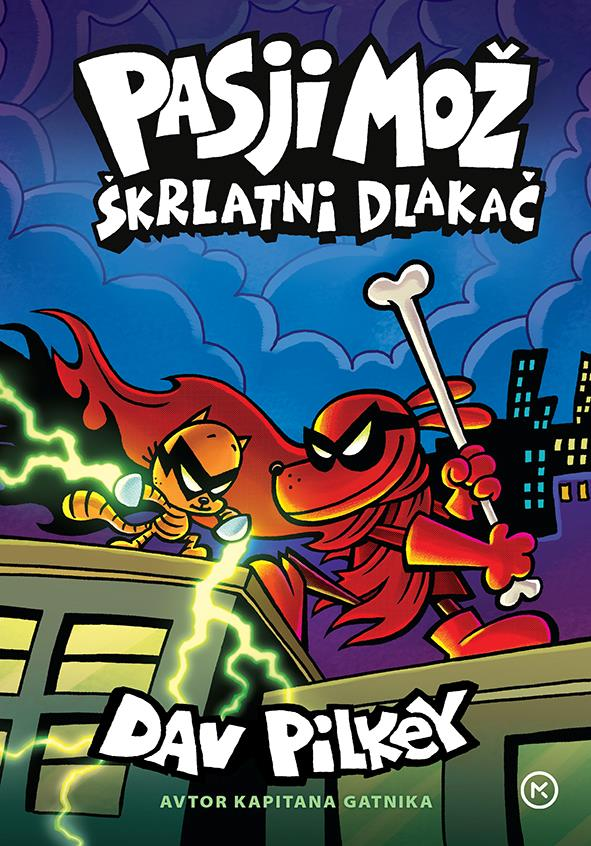 PASJI MOŽ
ŠKRLATNI DLAKAČ
DAV PILKEY
AVTOR KAPITANA GATNIKA